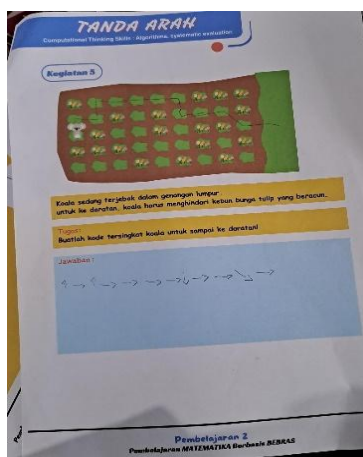 TANDA ARAH
Computational Thinking Skills : Algorithms, systematic evaluation
Kegiatan 5
Koala sedang terjebak dalam genangan lumpur.
untuk ke daratan, koala harus menghindari kebun bunga tulip yang beracun.
Tugas:
Buatlah kode tersingkat koala untuk sampai ke daratan!
Jawaban:
Pembelajaran 2
Pembelajaran MATEMATIKA Berbasis BEBRAS